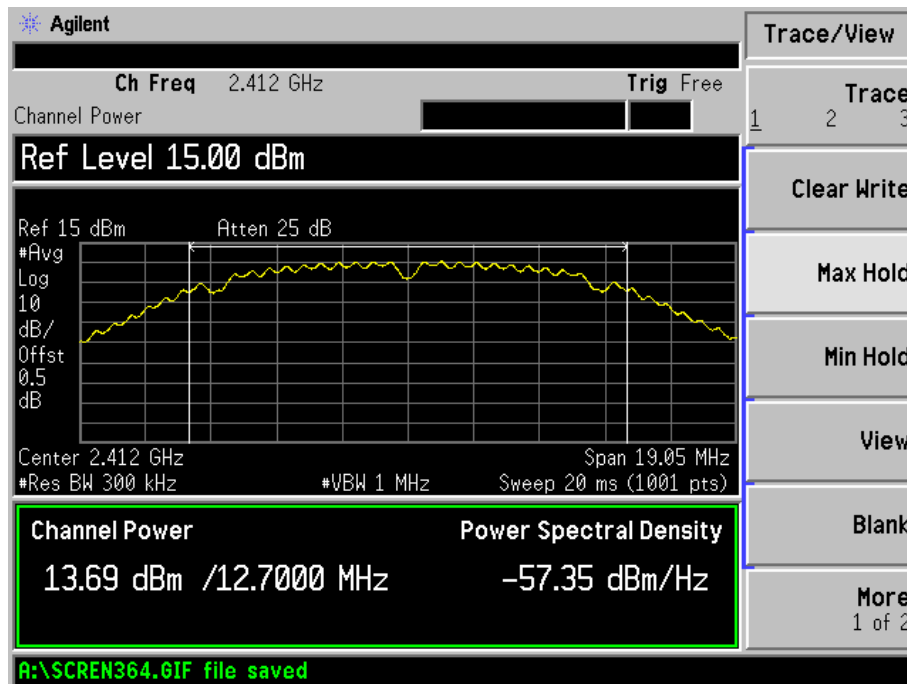 Agilent
Trace/View
Ch Freq 2.412 GHz Trig Free
Channel Power
Trace
1 2 3
Ref Level 15.00 dBm
Clear Write
Ref 15 dBm Atten 25 dB
#Avg
Log
10
dB/
Offst
0.5
dB
Max Hold
Min Hold
View
Center 2.412 GHz Span 19.05 MHz
#Res BW 300 kHz #VBW 1 MHz Sweep 20 ms (1001 pts)
Blank
Channel Power Power Spectral Density
13.69 dBm /12.7000 MHz -57.35 dBm/Hz
More
1 of 2
A:\SCREN364.GIF file saved